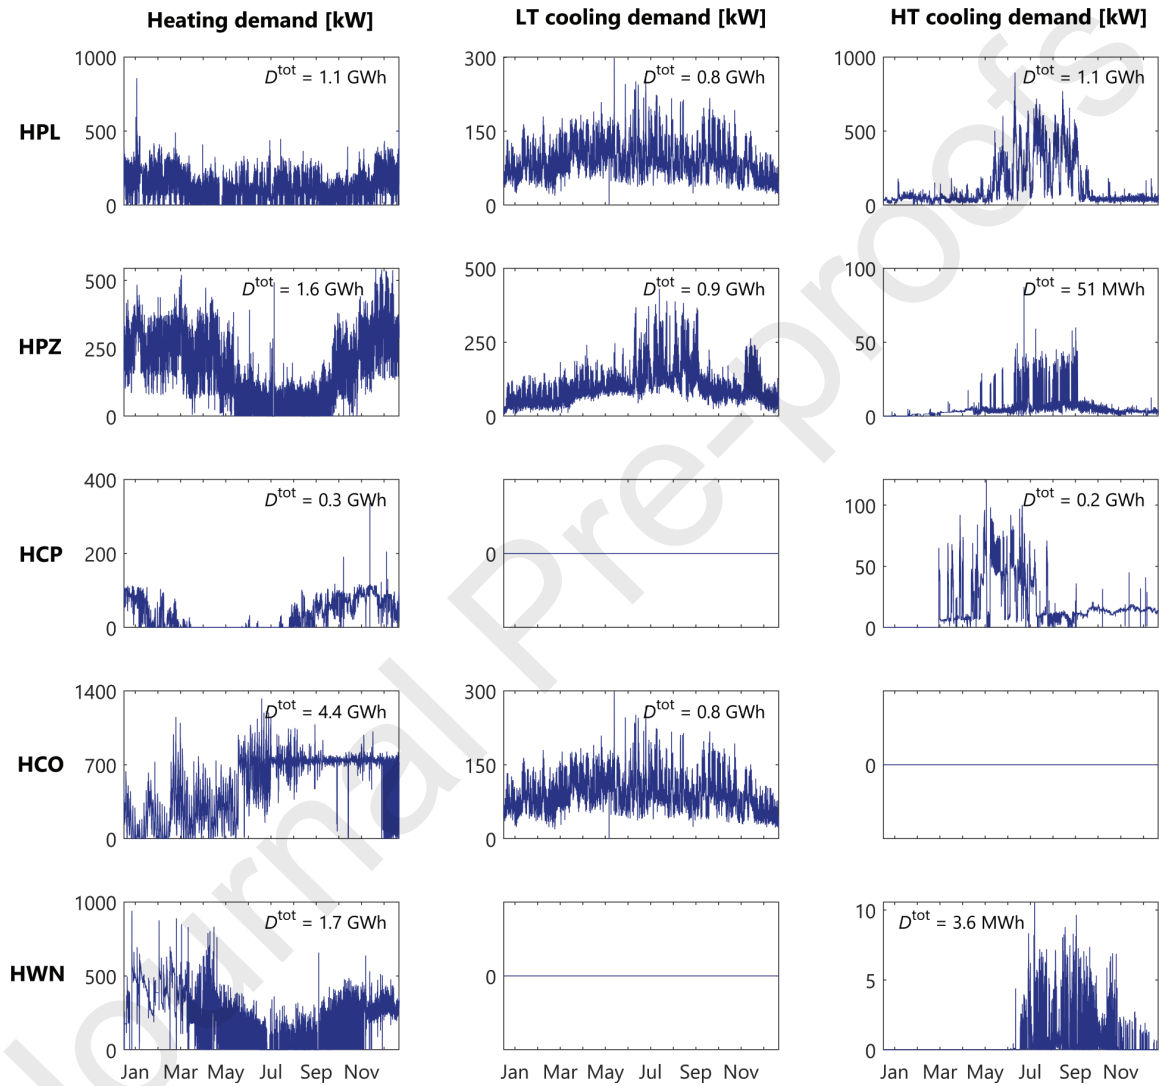 Heating demand [kW] LT cooling demand [kW] HT cooling demand [kW]
HPL
1000
500
0
D^tot = 1.1 GWh
300
150
0
D^tot = 0.8 GWh
1000
500
0
D^tot = 1.1 GWh
HPZ
500
250
0
D^tot = 1.6 GWh
500
250
0
D^tot = 0.9 GWh
100
50
0
D^tot = 51 MWh
HCP
400
200
0
D^tot = 0.3 GWh
0
100
50
0
D^tot = 0.2 GWh
HCO
1400
700
0
D^tot = 4.4 GWh
300
150
0
D^tot = 0.8 GWh
0
HWN
1000
500
0
D^tot = 1.7 GWh
0
10
5
0
D^tot = 3.6 MWh
Jan Mar May Jul Sep Nov
Jan Mar May Jul Sep Nov
Jan Mar May Jul Sep Nov
Journal Pre-proofs